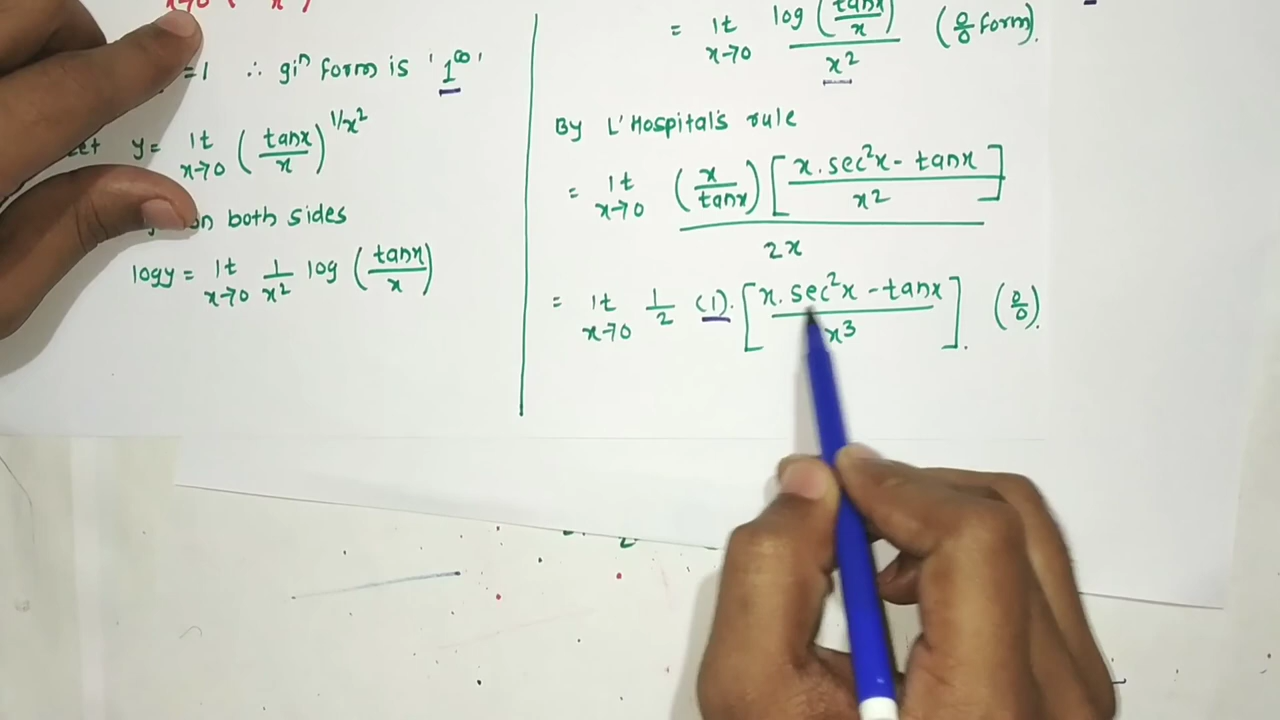 =1 ∴ giⁿ form is '1^∞'
y= lt x→0 (tanx/x)^1/x²
on both sides
logy = lt x→0 1/x² log (tanx/x)
= lt x→0 log (tanx/x) / x² (0/0 form).
By L'Hospital's rule
= lt x→0 (x/tanx) [x.sec²x - tanx / x²] / 2x
= lt x→0 1/2 (1). [x.sec²x - tanx / x³]. (0/0).